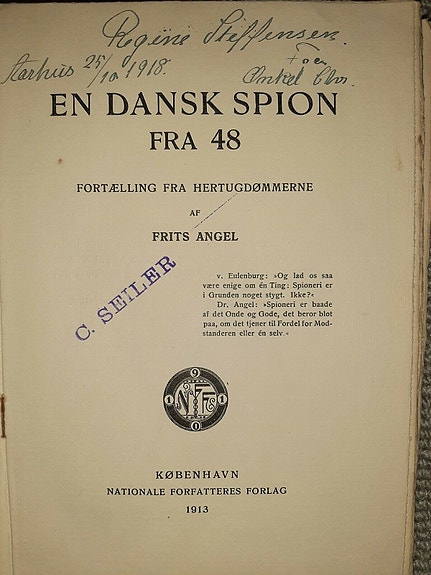 Regine Steffensen.
Aarhus 25/10 1918.
Onkel Chr.
EN DANSK SPION
FRA 48
FORTÆLLING FRA HERTUGDØMMERNE
AF
FRITS ANGEL
C. SEILER
v. Eulenburg: »Og lad os saa
være enige om én Ting: Spioneri er
i Grunden noget stygt. Ikke?«
Dr. Angel: »Spioneri er baade
af det Onde og Gode, det beror blot
paa, om det tjener til Fordel for Mod-
standeren eller én selv.«
KØBENHAVN
NATIONALE FORFATTERES FORLAG
1913